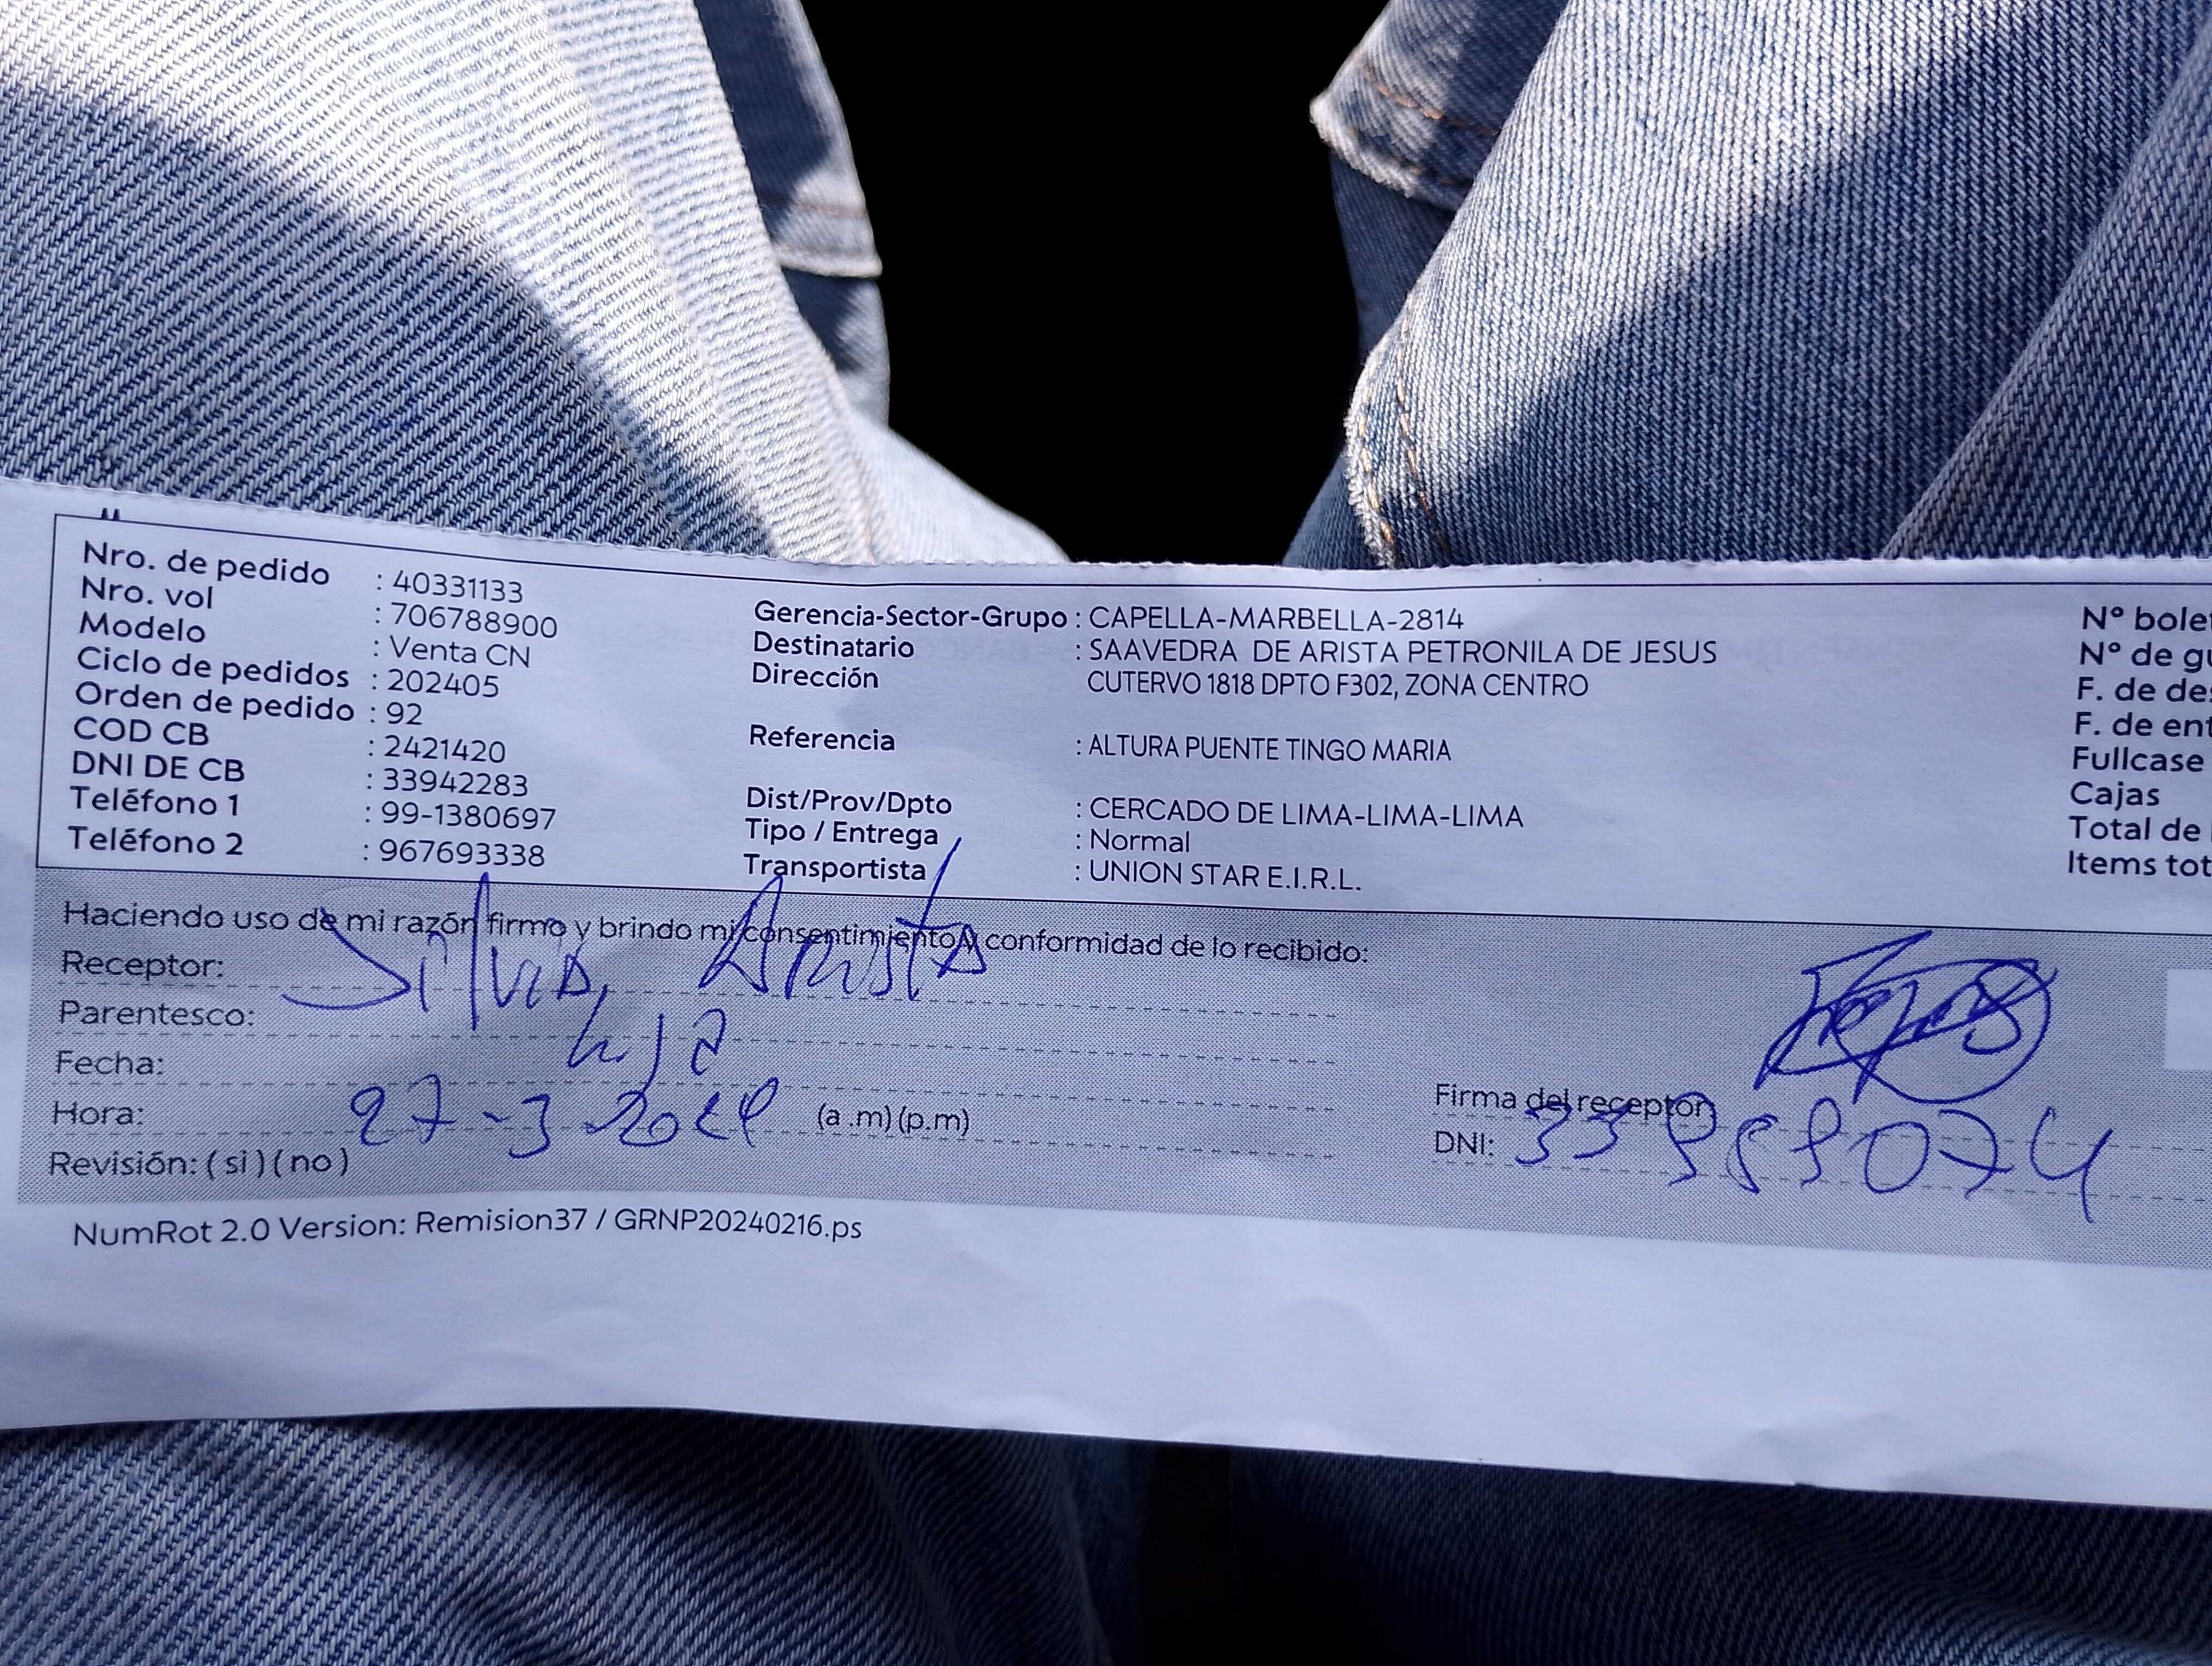 Nro. de pedido : 40331133
Nro. vol : 706788900
Modelo : Venta CN
Ciclo de pedidos : 202405
Orden de pedido : 92
COD CB : 2421420
DNI DE CB : 33942283
Teléfono 1 : 99-1380697
Teléfono 2 : 967693338
Gerencia-Sector-Grupo : CAPELLA-MARBELLA-2814
Destinatario : SAAVEDRA DE ARISTA PETRONILA DE JESUS
Dirección CUTERVO 1818 DPTO F302, ZONA CENTRO
Referencia : ALTURA PUENTE TINGO MARIA
Dist/Prov/Dpto : CERCADO DE LIMA-LIMA-LIMA
Tipo / Entrega : Normal
Transportista : UNION STAR E.I.R.L.
Nº bole
Nº de gu
F. de des
F. de ent
Fullcase
Cajas
Total de
Items tot
Haciendo uso de mi razón firmo y brindo mi consentimiento y conformidad de lo recibido:
Receptor: Silvia Arista
Parentesco: hija
Fecha: 27-3-2024
Hora: (a.m)(p.m)
Revisión: (si)(no)
Firma del receptor
DNI:
NumRot 2.0 Version: Remision37 / GRNP20240216.ps